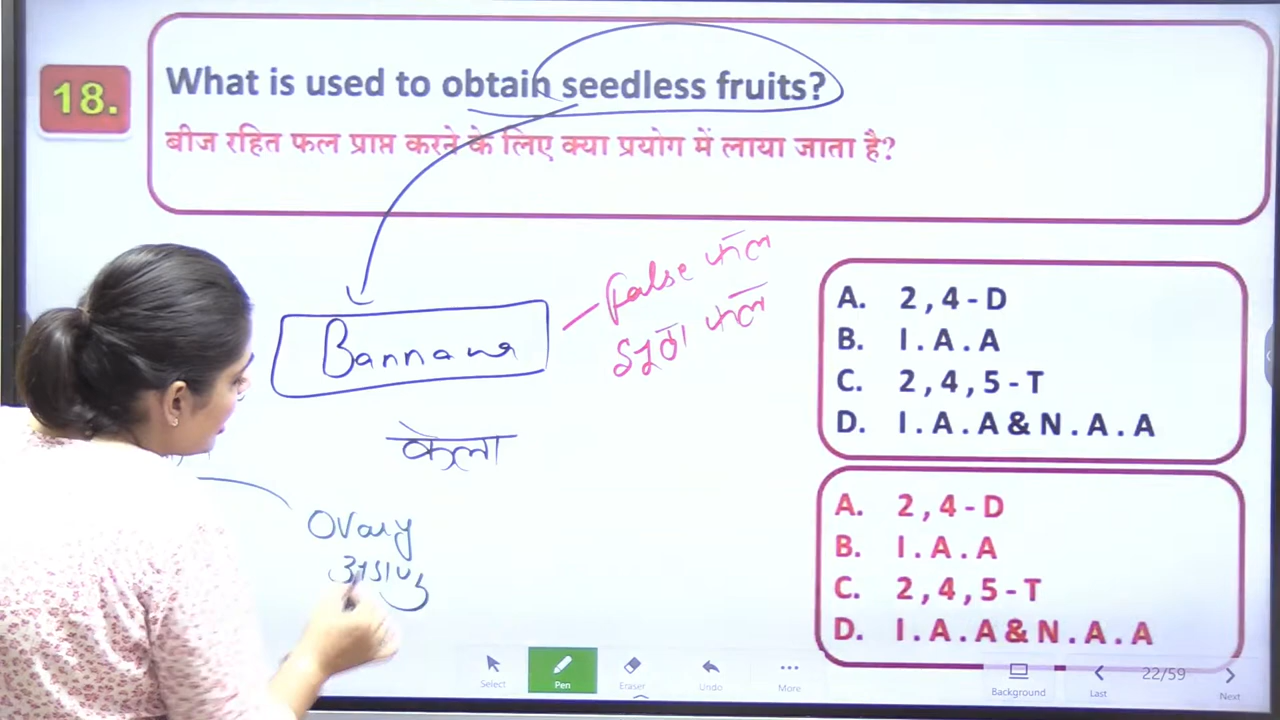 18.
What is used to obtain seedless fruits?
बीज रहित फल प्राप्त करने के लिए क्या प्रयोग में लाया जाता है?
Bannana
False फल
झूठा फल
केला
Ovary
अण्डाशय
A. 2,4-D
B. I.A.A
C. 2,4,5-T
D. I.A.A&N.A.A
A. 2,4-D
B. I.A.A
C. 2,4,5-T
D. I.A.A&N.A.A
Select
Pen
Eraser
Undo
More
Background
Last
22/59
Next